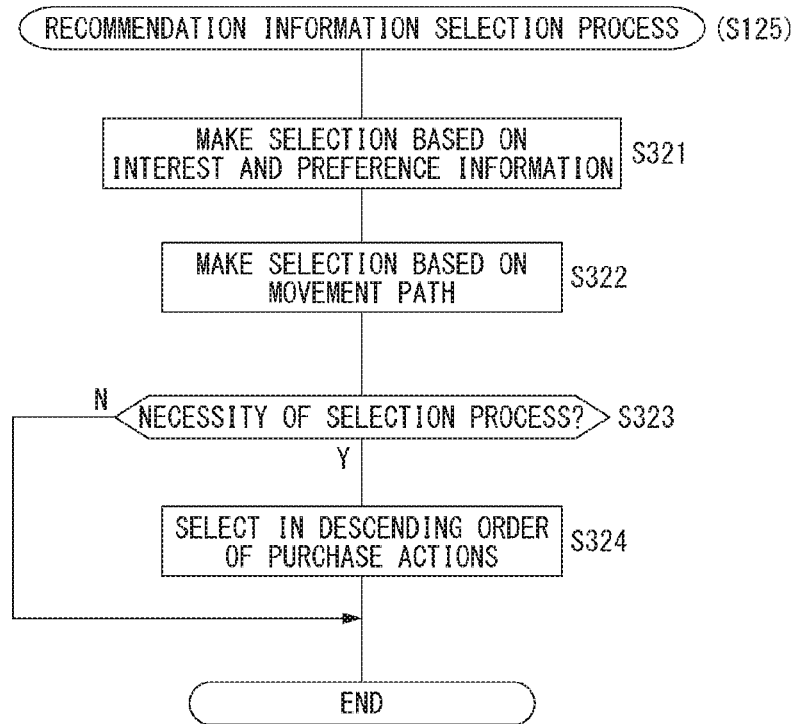 RECOMMENDATION INFORMATION SELECTION PROCESS (S125)
MAKE SELECTION BASED ON
INTEREST AND PREFERENCE INFORMATION
S321
MAKE SELECTION BASED ON
MOVEMENT PATH
S322
N
NECESSITY OF SELECTION PROCESS? S323
Y
SELECT IN DESCENDING ORDER
OF PURCHASE ACTIONS
S324
END